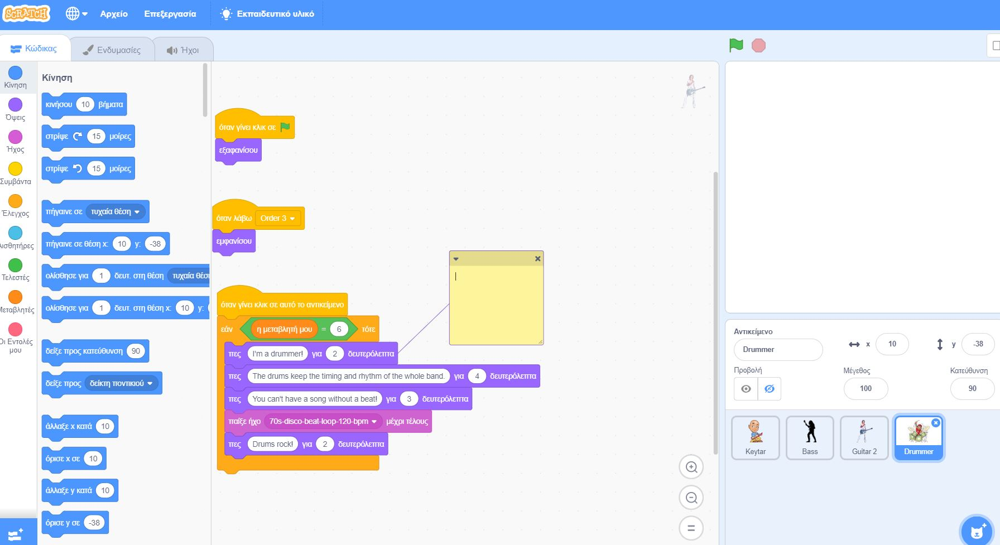 SCRATCH
Αρχείο
Επεξεργασία
Εκπαιδευτικό υλικό
Κώδικας
Ενδυμασίες
Ήχοι
Κίνηση
Όψεις
Ήχος
Συμβάντα
Έλεγχος
Τελεστές
Οι Εντολές
μου
Κίνηση
κινήσου 10 βήματα
στρίψε 15 μοίρες
στρίψε 15 μοίρες
πήγαινε σε τυχαία θέση
πήγαινε σε θέση x: 10 y: -38
ολίσθησε για 1 δευτ. στη θέση τυχαία
ολίσθησε για 1 δευτ. στη θέση x: 10 y:
δείξε προς κατεύθυνση 90
δείξε προς δείκτη ποντικιού
άλλαξε x κατά 10
όρισε x σε 10
άλλαξε y κατά 10
όρισε y σε -38
όταν γίνει κλικ σε
εξαφανίσου
όταν λάβω Order 3
εμφανίσου
όταν γίνει κλικ σε αυτό το αντικείμενο
εάν η μεταβλητή μου = 6 τότε
πες I'm a drummer! για 2 δευτερόλεπτα
πες The drums keep the timing and rhythm of the whole band. για 4 δευτερόλεπτα
πες You can't have a song without a beat! για 3 δευτερόλεπτα
παίξε ήχο 70s-disco-beat-loop-120-bpm μέχρι τέλους
πες Drums rock! για 2 δευτερόλεπτα
Αντικείμενο
Drummer
x 10
y -38
Προβολή
Μέγεθος
100
Κατεύθυνση
90
Keytar
Bass
Guitar 2
Drummer